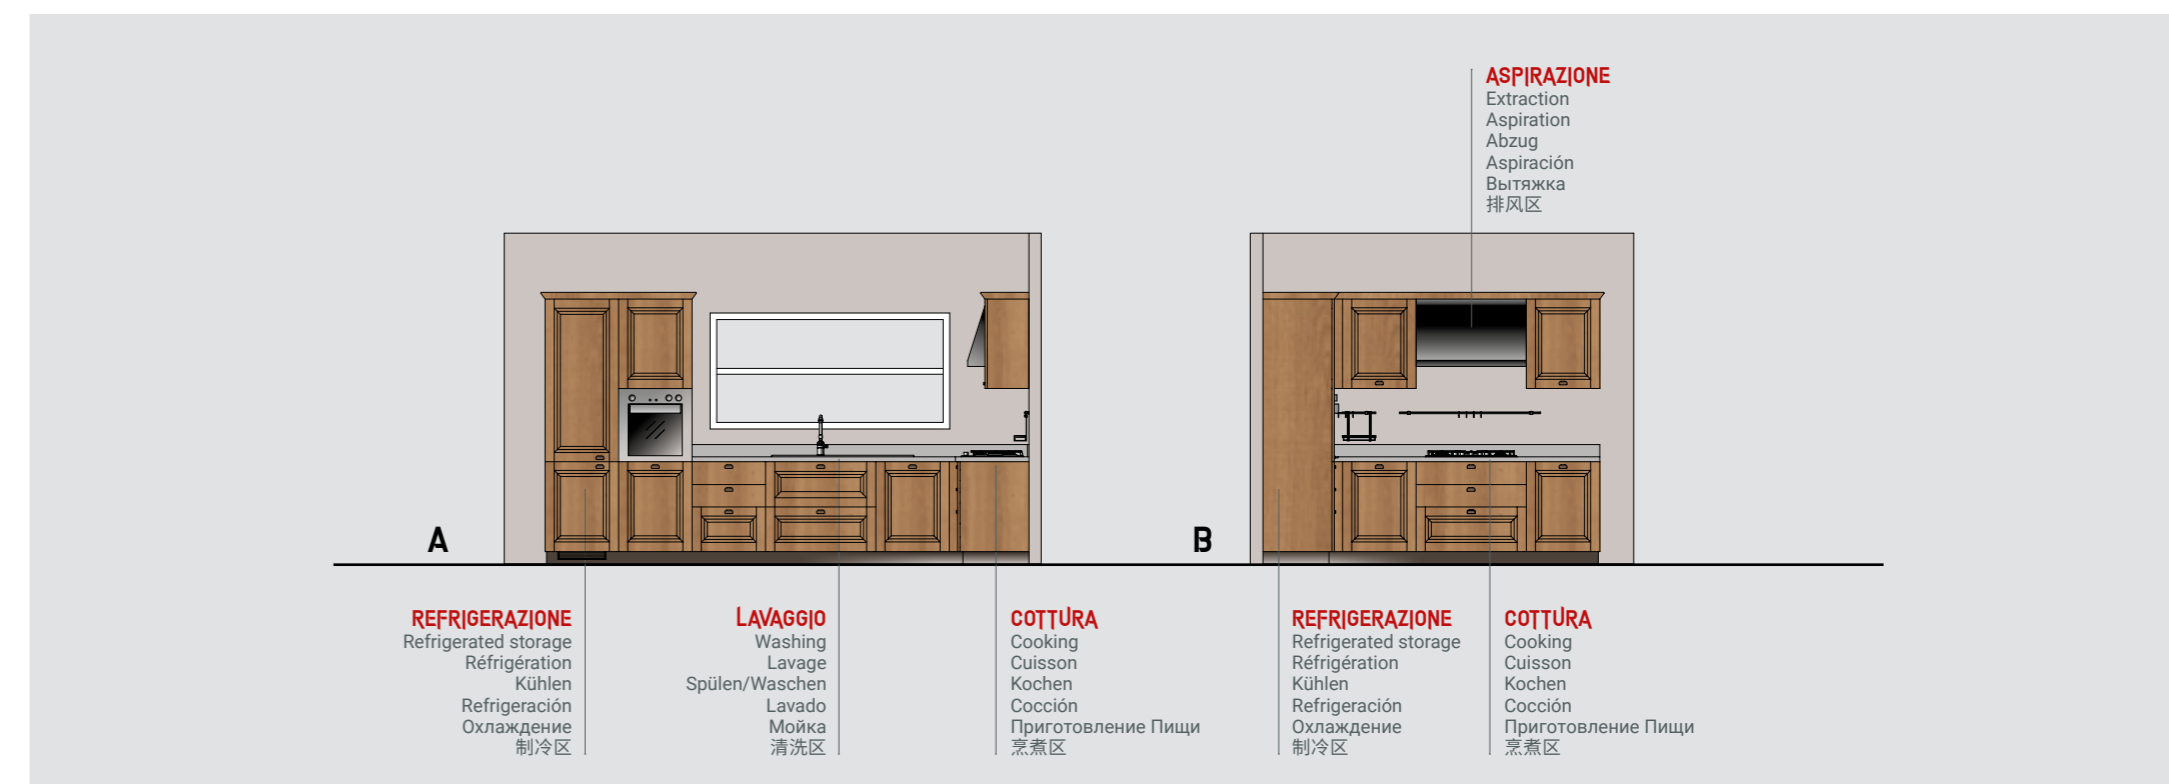 ASPIRAZIONE
Extraction
Aspiration
Abzug
Aspiración
Вытяжка
排风区
A
B
REFRIGERAZIONE
Refrigerated storage
Réfrigération
Kühlen
Refrigeración
Охлаждение
制冷区
LAVAGGIO
Washing
Lavage
Spülen/Waschen
Lavado
Мойка
清洗区
COTTURA
Cooking
Cuisson
Kochen
Cocción
Приготовление Пищи
烹煮区
REFRIGERAZIONE
Refrigerated storage
Réfrigération
Kühlen
Refrigeración
Охлаждение
制冷区
COTTURA
Cooking
Cuisson
Kochen
Cocción
Приготовление Пищи
烹煮区